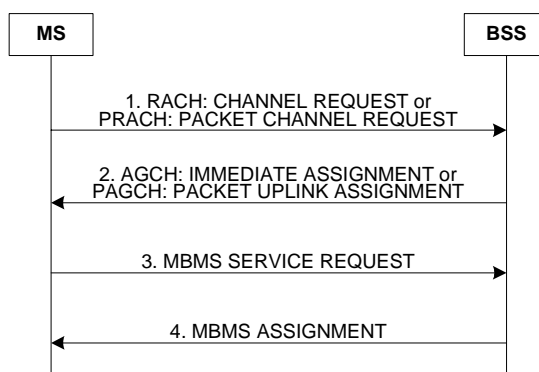 MS
BSS
1. RACH: CHANNEL REQUEST or
PRACH: PACKET CHANNEL REQUEST
2. AGCH: IMMEDIATE ASSIGNMENT or
PAGCH: PACKET UPLINK ASSIGNMENT
3. MBMS SERVICE REQUEST
4. MBMS ASSIGNMENT